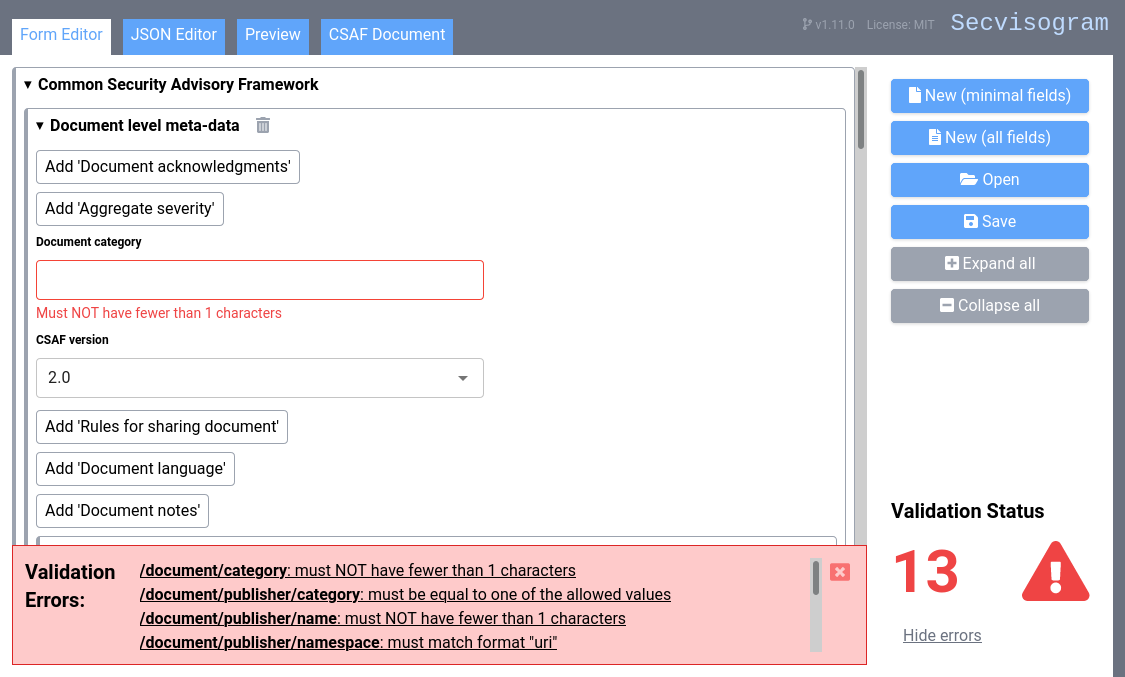 Form Editor
JSON Editor
Preview
CSAF Document
v1.11.0 License: MIT
Secvisogram
Common Security Advisory Framework
Document level meta-data
Add 'Document acknowledgments'
Add 'Aggregate severity'
Document category
Must NOT have fewer than 1 characters
CSAF version
2.0
Add 'Rules for sharing document'
Add 'Document language'
Add 'Document notes'
New (minimal fields)
New (all fields)
Open
Save
Expand all
Collapse all
Validation Status
13
Hide errors
Validation
Errors:
/document/category: must NOT have fewer than 1 characters
/document/publisher/category: must be equal to one of the allowed values
/document/publisher/name: must NOT have fewer than 1 characters
/document/publisher/namespace: must match format "uri"